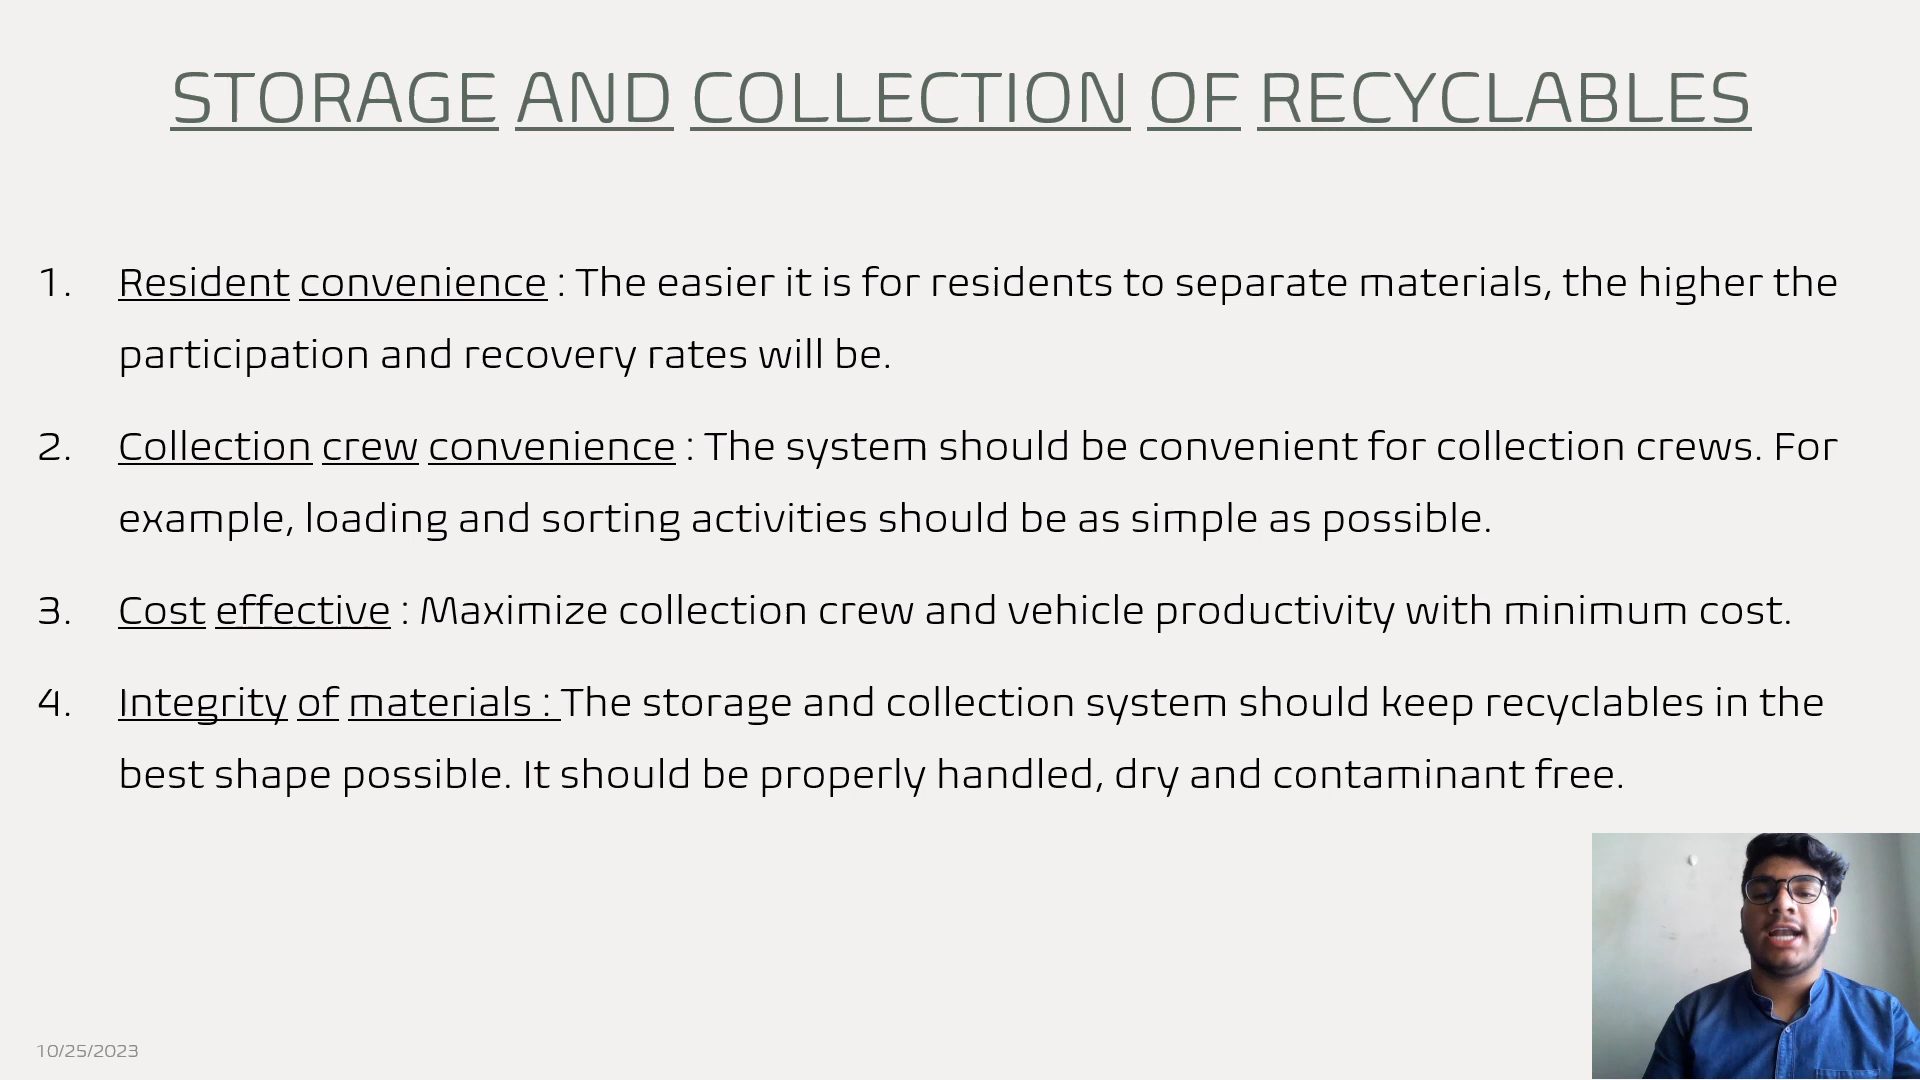 STORAGE AND COLLECTION OF RECYCLABLES
1. Resident convenience : The easier it is for residents to separate materials, the higher the
participation and recovery rates will be.
2. Collection crew convenience : The system should be convenient for collection crews. For
example, loading and sorting activities should be as simple as possible.
3. Cost effective : Maximize collection crew and vehicle productivity with minimum cost.
4. Integrity of materials : The storage and collection system should keep recyclables in the
best shape possible. It should be properly handled, dry and contaminant free.
10/25/2023